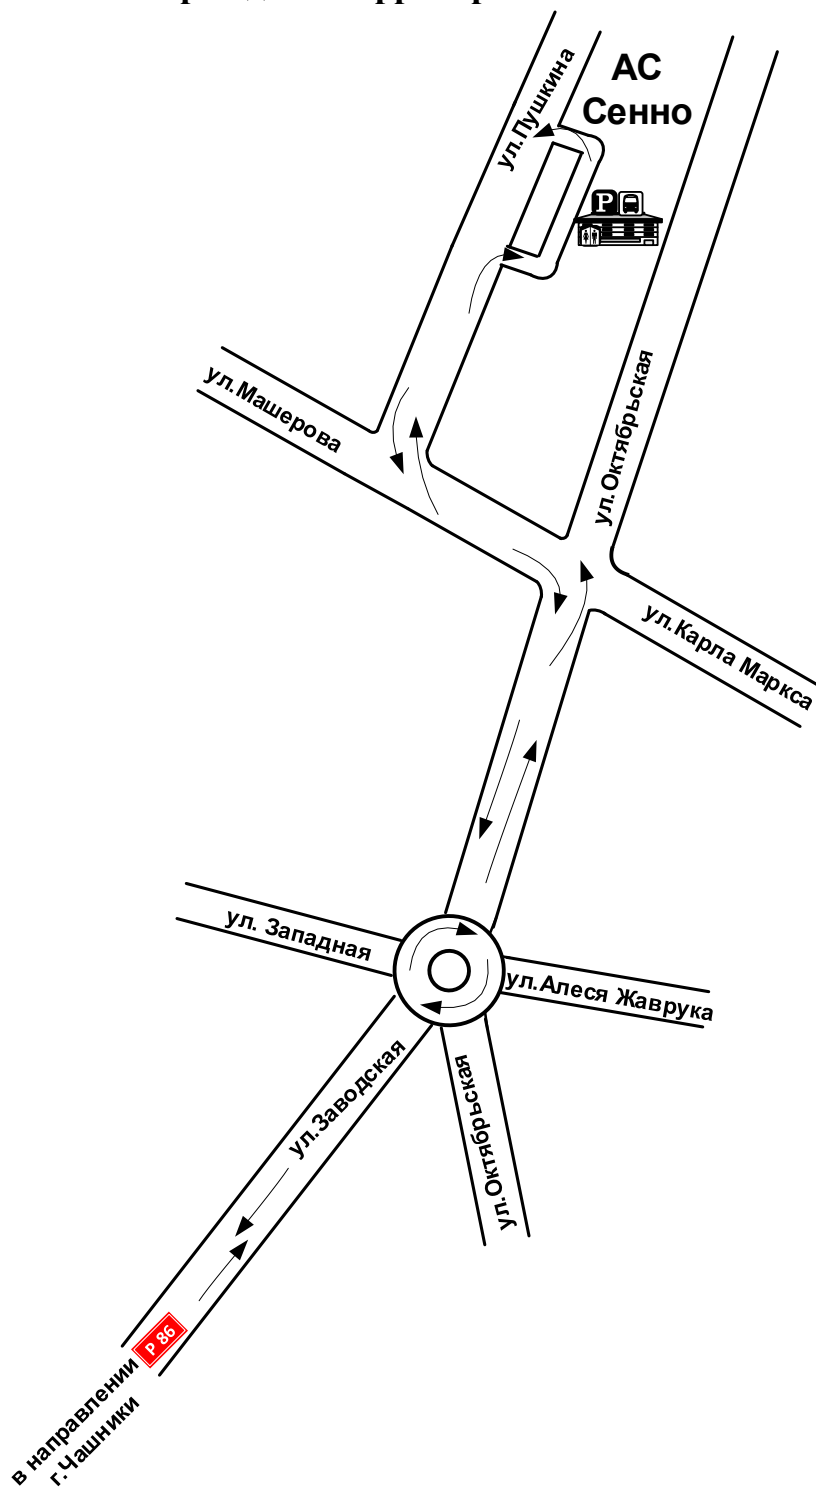 ул.Пушкина
АС
Сенно
P
ул.Машерова
ул.Октябрьская
ул.Карла Маркса
ул. Западная
ул.Алеся Жаврука
ул.Заводская
ул.Октябрьская
Р 86
в направлении
г.Чашники